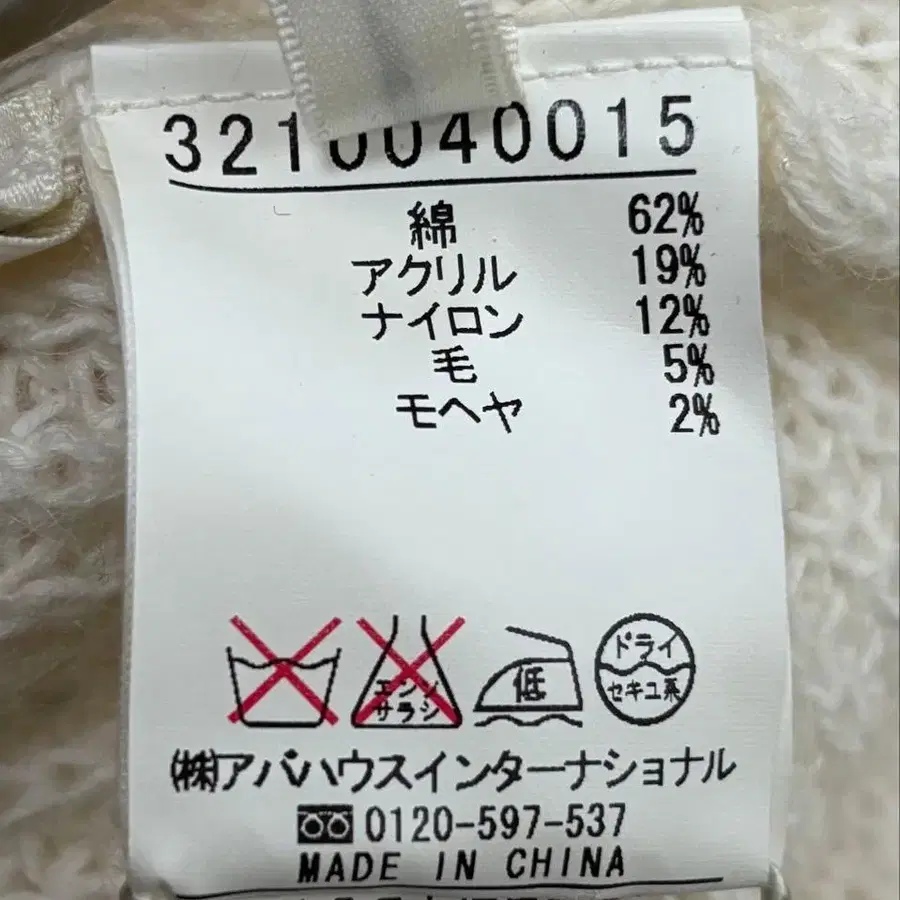 3210040015
綿 62%
アクリル 19%
ナイロン 12%
毛 5%
モヘヤ 2%
エンソサラシ
低
ドライ
セキユ系
(株)アバハウスインターナショナル
0120-597-537
MADE IN CHINA